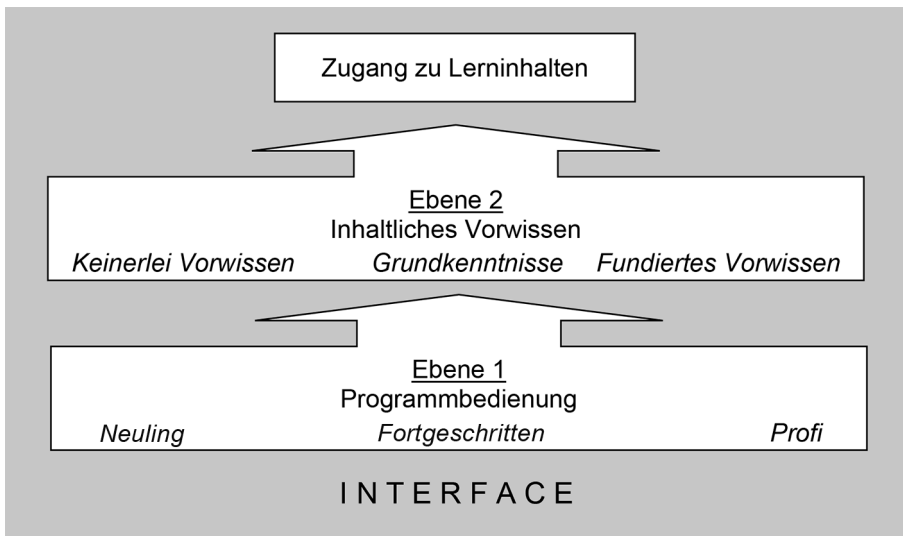 Zugang zu Lerninhalten
Ebene 2
Inhaltliches Vorwissen
Keinerlei Vorwissen Grundkenntnisse Fundiertes Vorwissen
Ebene 1
Programmbedienung
Neuling Fortgeschritten Profi
INTERFACE